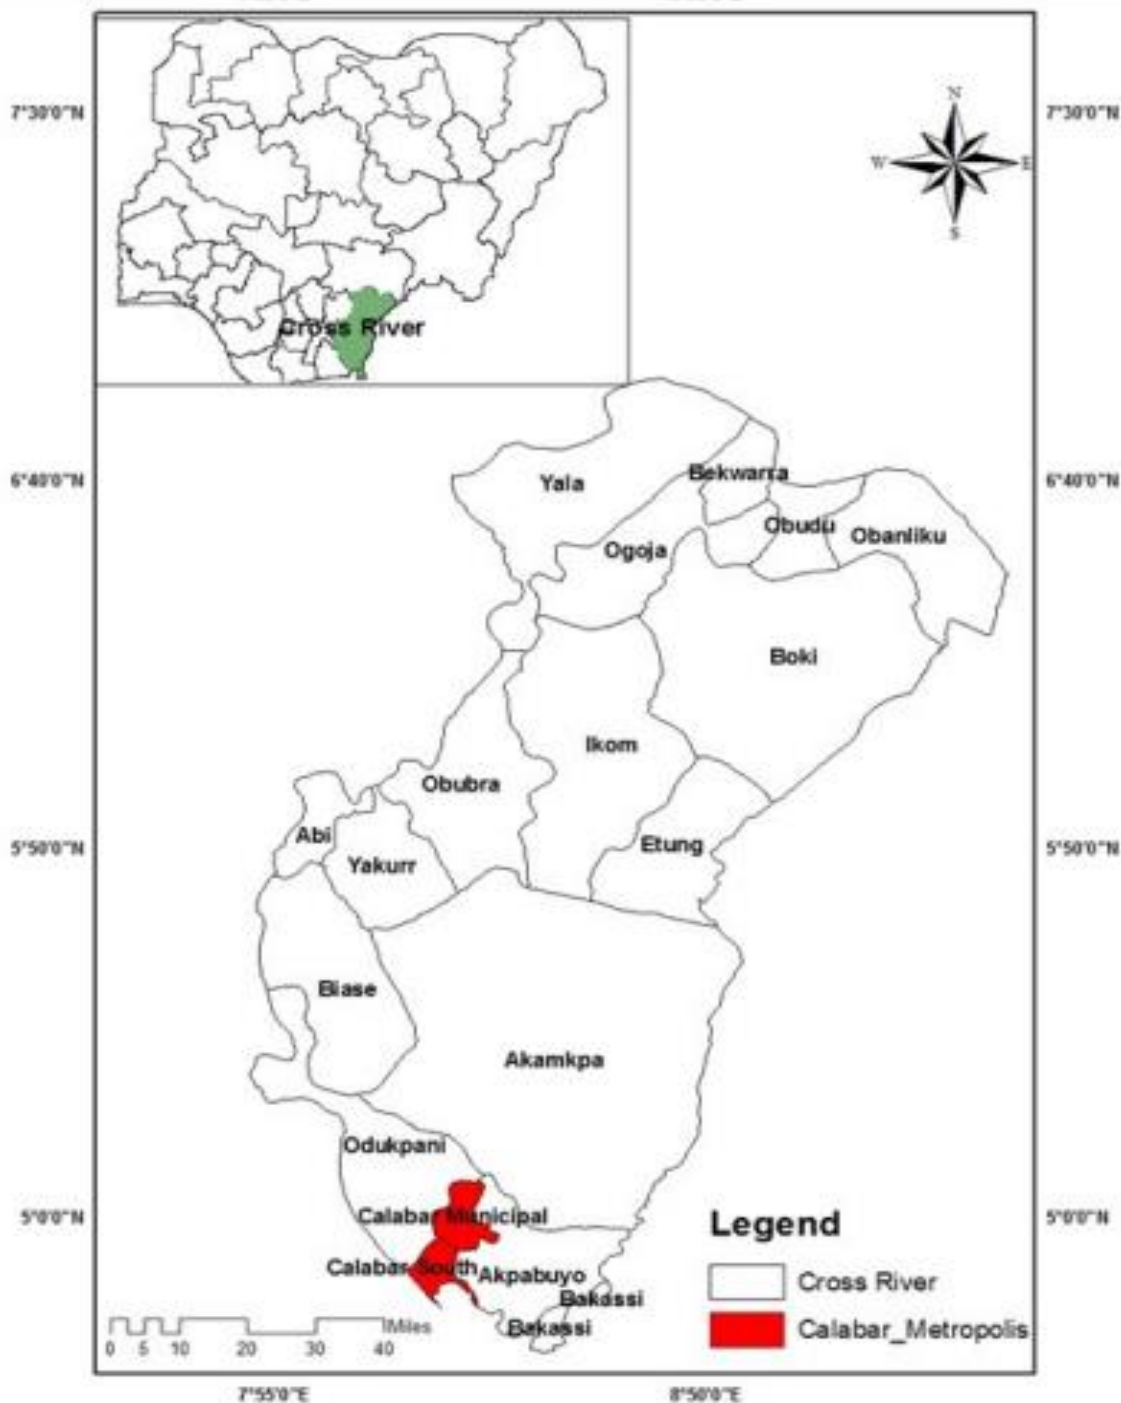 7°30'0"N
7°30'0"N
N
W
E
S
Cross River
6°40'0"N
6°40'0"N
Yala
Bekwarra
Obudu
Obanliku
Ogoja
Boki
Ikom
Obubra
5°50'0"N
5°50'0"N
Abi
Etung
Yakurr
Biase
Akamkpa
Odukpani
5°0'0"N
5°0'0"N
Calabar Municipal
Calabar South
Akpabuyo
Bakassi
Bakassi
Legend
Cross River
Calabar_Metropolis
Miles
0 5 10 20 30 40
7°55'0"E
8°50'0"E